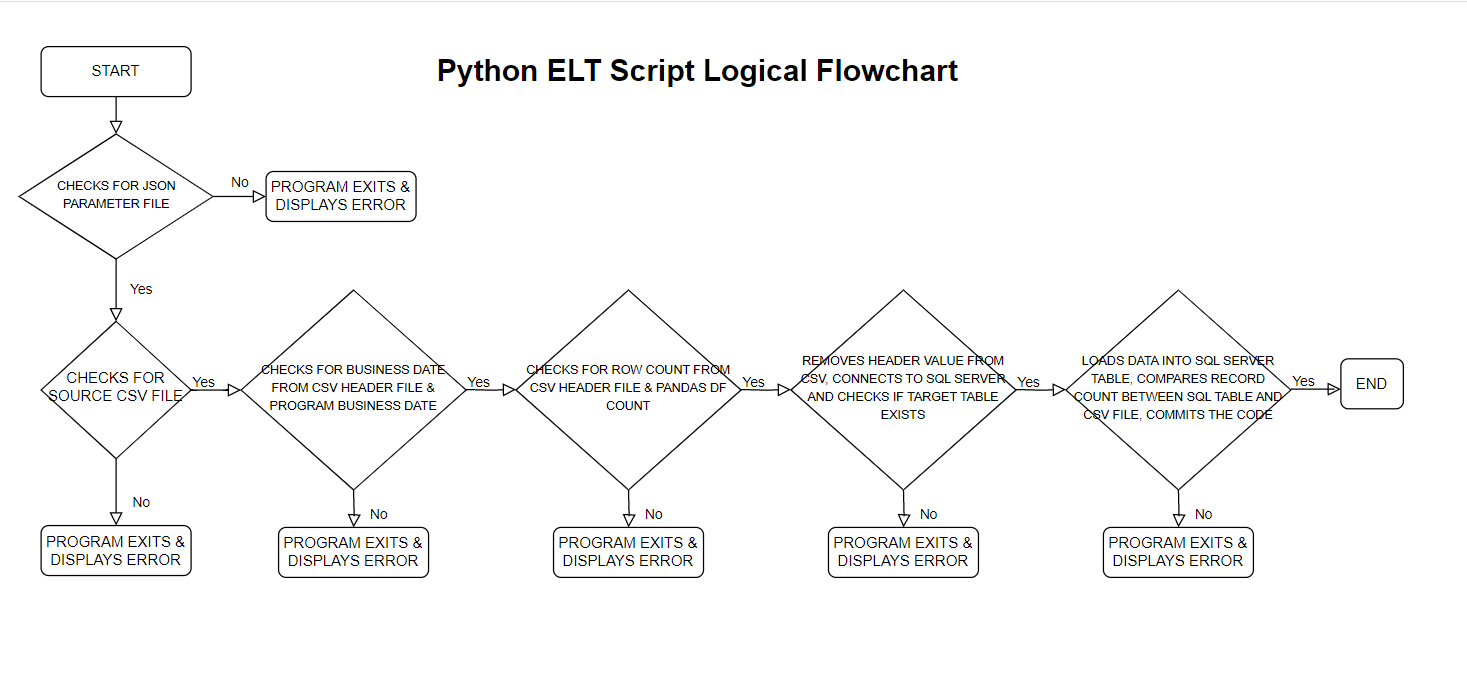 Python ELT Script Logical Flowchart
START
CHECKS FOR JSON
PARAMETER FILE
No
PROGRAM EXITS &
DISPLAYS ERROR
Yes
CHECKS FOR
SOURCE CSV FILE
Yes
CHECKS FOR BUSINESS DATE
FROM CSV HEADER FILE &
PROGRAM BUSINESS DATE
Yes
CHECKS FOR ROW COUNT FROM
CSV HEADER FILE & PANDAS DF
COUNT
Yes
REMOVES HEADER VALUE FROM
CSV, CONNECTS TO SQL SERVER
AND CHECKS IF TARGET TABLE
EXISTS
Yes
LOADS DATA INTO SQL SERVER
TABLE, COMPARES RECORD
COUNT BETWEEN SQL TABLE AND
CSV FILE, COMMITS THE CODE
Yes
END
No
PROGRAM EXITS &
DISPLAYS ERROR
No
PROGRAM EXITS &
DISPLAYS ERROR
No
PROGRAM EXITS &
DISPLAYS ERROR
No
PROGRAM EXITS &
DISPLAYS ERROR
No
PROGRAM EXITS &
DISPLAYS ERROR